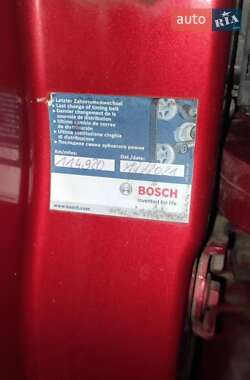 auto RIA
Letzter Zahnriemenwechsel
Last change of timing belt
Dernier changement de la
courroie de distribution
Último cambio de correa
de distribución
Ultima sostituzione cinghia
di distribuzione
Последняя смена зубчатого ремня
Km/miles:
Dat./date:
114.920
BOSCH
Invented for life
www.bosch.com